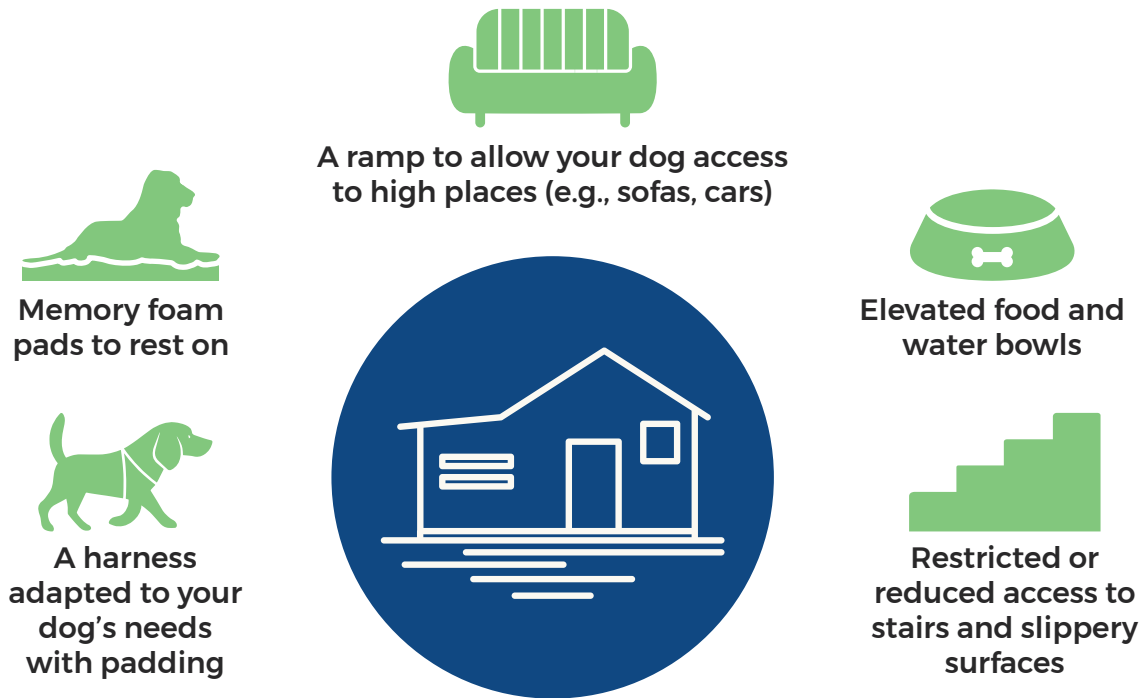 A ramp to allow your dog access
to high places (e.g., sofas, cars)
Memory foam
pads to rest on
Elevated food and
water bowls
A harness
adapted to your
dog’s needs
with padding
Restricted or
reduced access to
stairs and slippery
surfaces